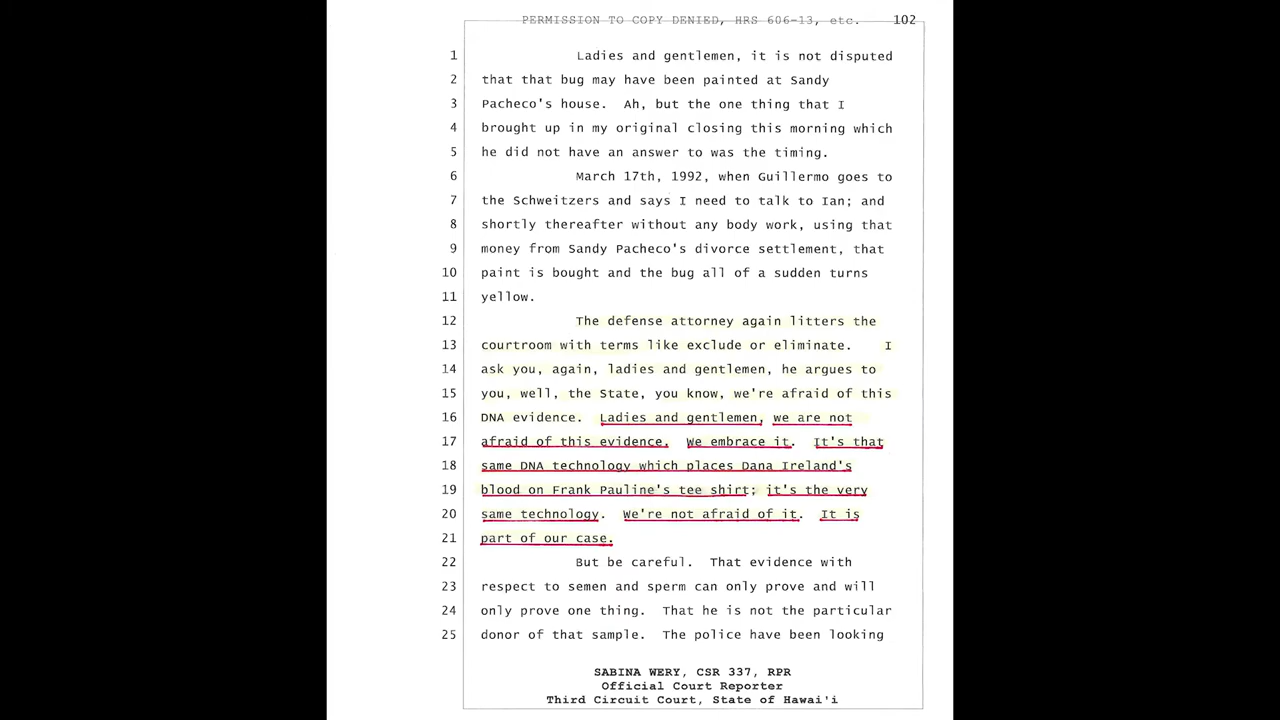 PERMISSION TO COPY DENIED, HRS 606-13, etc. 102
1 Ladies and gentlemen, it is not disputed
2 that that bug may have been painted at Sandy
3 Pacheco's house. Ah, but the one thing that I
4 brought up in my original closing this morning which
5 he did not have an answer to was the timing.
6 March 17th, 1992, when Guillermo goes to
7 the Schweitzers and says I need to talk to Ian; and
8 shortly thereafter without any body work, using that
9 money from Sandy Pacheco's divorce settlement, that
10 paint is bought and the bug all of a sudden turns
11 yellow.
12 The defense attorney again litters the
13 courtroom with terms like exclude or eliminate. I
14 ask you, again, ladies and gentlemen, he argues to
15 you, well, the State, you know, we're afraid of this
16 DNA evidence. Ladies and gentlemen, we are not
17 afraid of this evidence. We embrace it. It's that
18 same DNA technology which places Dana Ireland's
19 blood on Frank Pauline's tee shirt; it's the very
20 same technology. We're not afraid of it. It is
21 part of our case.
22 But be careful. That evidence with
23 respect to semen and sperm can only prove and will
24 only prove one thing. That he is not the particular
25 donor of that sample. The police have been looking
SABINA WERY, CSR 337, RPR
Official Court Reporter
Third Circuit Court, State of Hawai'i